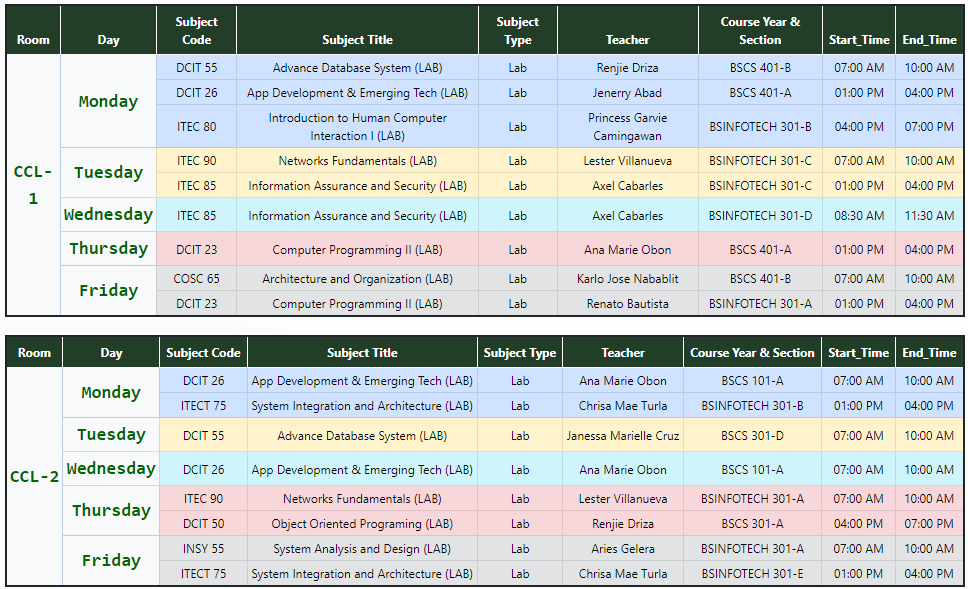 Room Day Subject Code Subject Title Subject Type Teacher Course Year & Section Start_Time End_Time
CCL-1
Monday
DCIT 55 Advance Database System (LAB) Lab Renjie Driza BSCS 401-B 07:00 AM 10:00 AM
DCIT 26 App Development & Emerging Tech (LAB) Lab Jenerry Abad BSCS 401-A 01:00 PM 04:00 PM
ITEC 80 Introduction to Human Computer Interaction I (LAB) Lab Princess Garvie Camingawan BSINFOTECH 301-B 04:00 PM 07:00 PM
Tuesday
ITEC 90 Networks Fundamentals (LAB) Lab Lester Villanueva BSINFOTECH 301-C 07:00 AM 10:00 AM
ITEC 85 Information Assurance and Security (LAB) Lab Axel Cabarles BSINFOTECH 301-C 01:00 PM 04:00 PM
Wednesday
ITEC 85 Information Assurance and Security (LAB) Lab Axel Cabarles BSINFOTECH 301-D 08:30 AM 11:30 AM
Thursday
DCIT 23 Computer Programming II (LAB) Lab Ana Marie Obon BSCS 401-A 01:00 PM 04:00 PM
Friday
COSC 65 Architecture and Organization (LAB) Lab Karlo Jose Nabablit BSCS 401-B 07:00 AM 10:00 AM
DCIT 23 Computer Programming II (LAB) Lab Renato Bautista BSINFOTECH 301-A 01:00 PM 04:00 PM
Room Day Subject Code Subject Title Subject Type Teacher Course Year & Section Start_Time End_Time
CCL-2
Monday
DCIT 26 App Development & Emerging Tech (LAB) Lab Ana Marie Obon BSCS 101-A 07:00 AM 10:00 AM
ITECT 75 System Integration and Architecture (LAB) Lab Chrisa Mae Turla BSINFOTECH 301-B 01:00 PM 04:00 PM
Tuesday
DCIT 55 Advance Database System (LAB) Lab Janessa Marielle Cruz BSCS 301-D 07:00 AM 10:00 AM
Wednesday
DCIT 26 App Development & Emerging Tech (LAB) Lab Ana Marie Obon BSCS 101-A 07:00 AM 10:00 AM
Thursday
ITEC 90 Networks Fundamentals (LAB) Lab Lester Villanueva BSINFOTECH 301-A 07:00 AM 10:00 AM
DCIT 50 Object Oriented Programing (LAB) Lab Renjie Driza BSCS 301-A 04:00 PM 07:00 PM
Friday
INSY 55 System Analysis and Design (LAB) Lab Aries Gelera BSINFOTECH 301-A 07:00 AM 10:00 AM
ITECT 75 System Integration and Architecture (LAB) Lab Chrisa Mae Turla BSINFOTECH 301-E 01:00 PM 04:00 PM